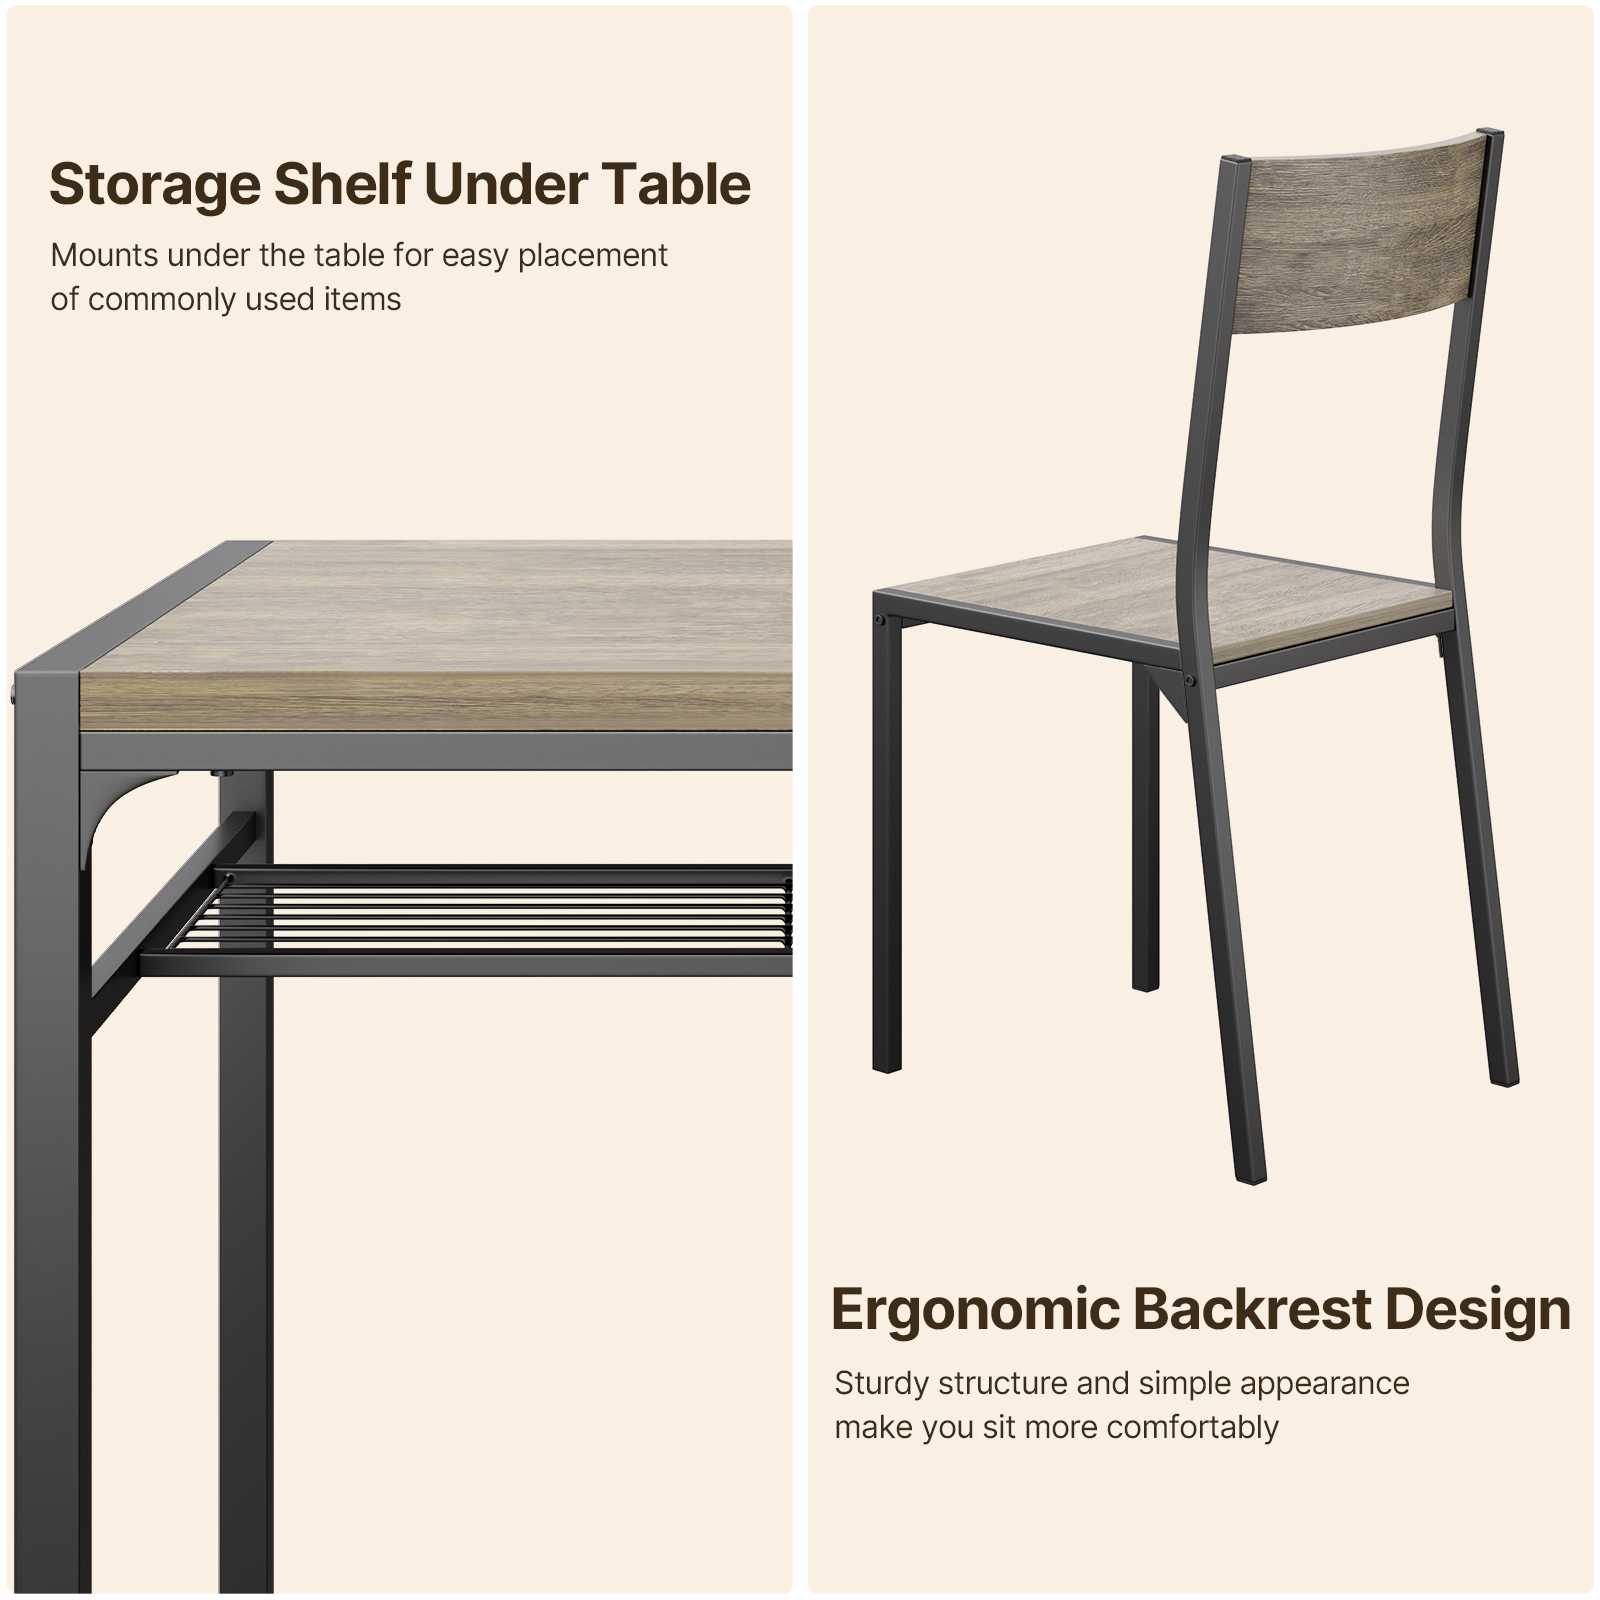 Storage Shelf Under Table
Mounts under the table for easy placement
of commonly used items
Ergonomic Backrest Design
Sturdy structure and simple appearance
make you sit more comfortably